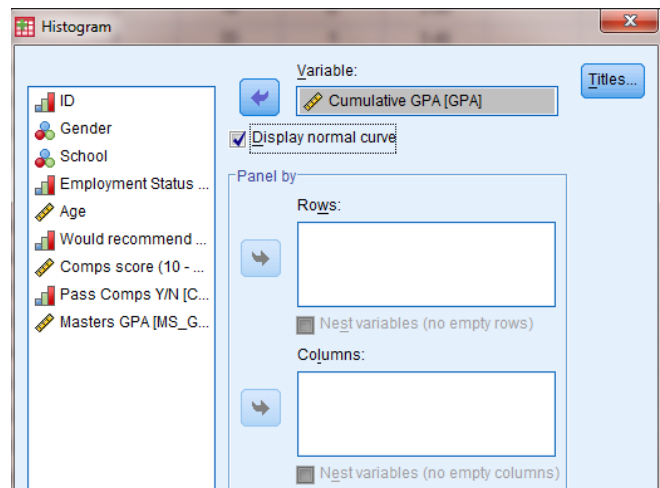 Histogram
Variable:
Cumulative GPA [GPA]
Titles...
Display normal curve
ID
Gender
School
Employment Status ...
Age
Would recommend ...
Comps score (10 - ...
Pass Comps Y/N [C...
Masters GPA [MS_G...
Panel by
Rows:
Nest variables (no empty rows)
Columns:
Nest variables (no empty columns)